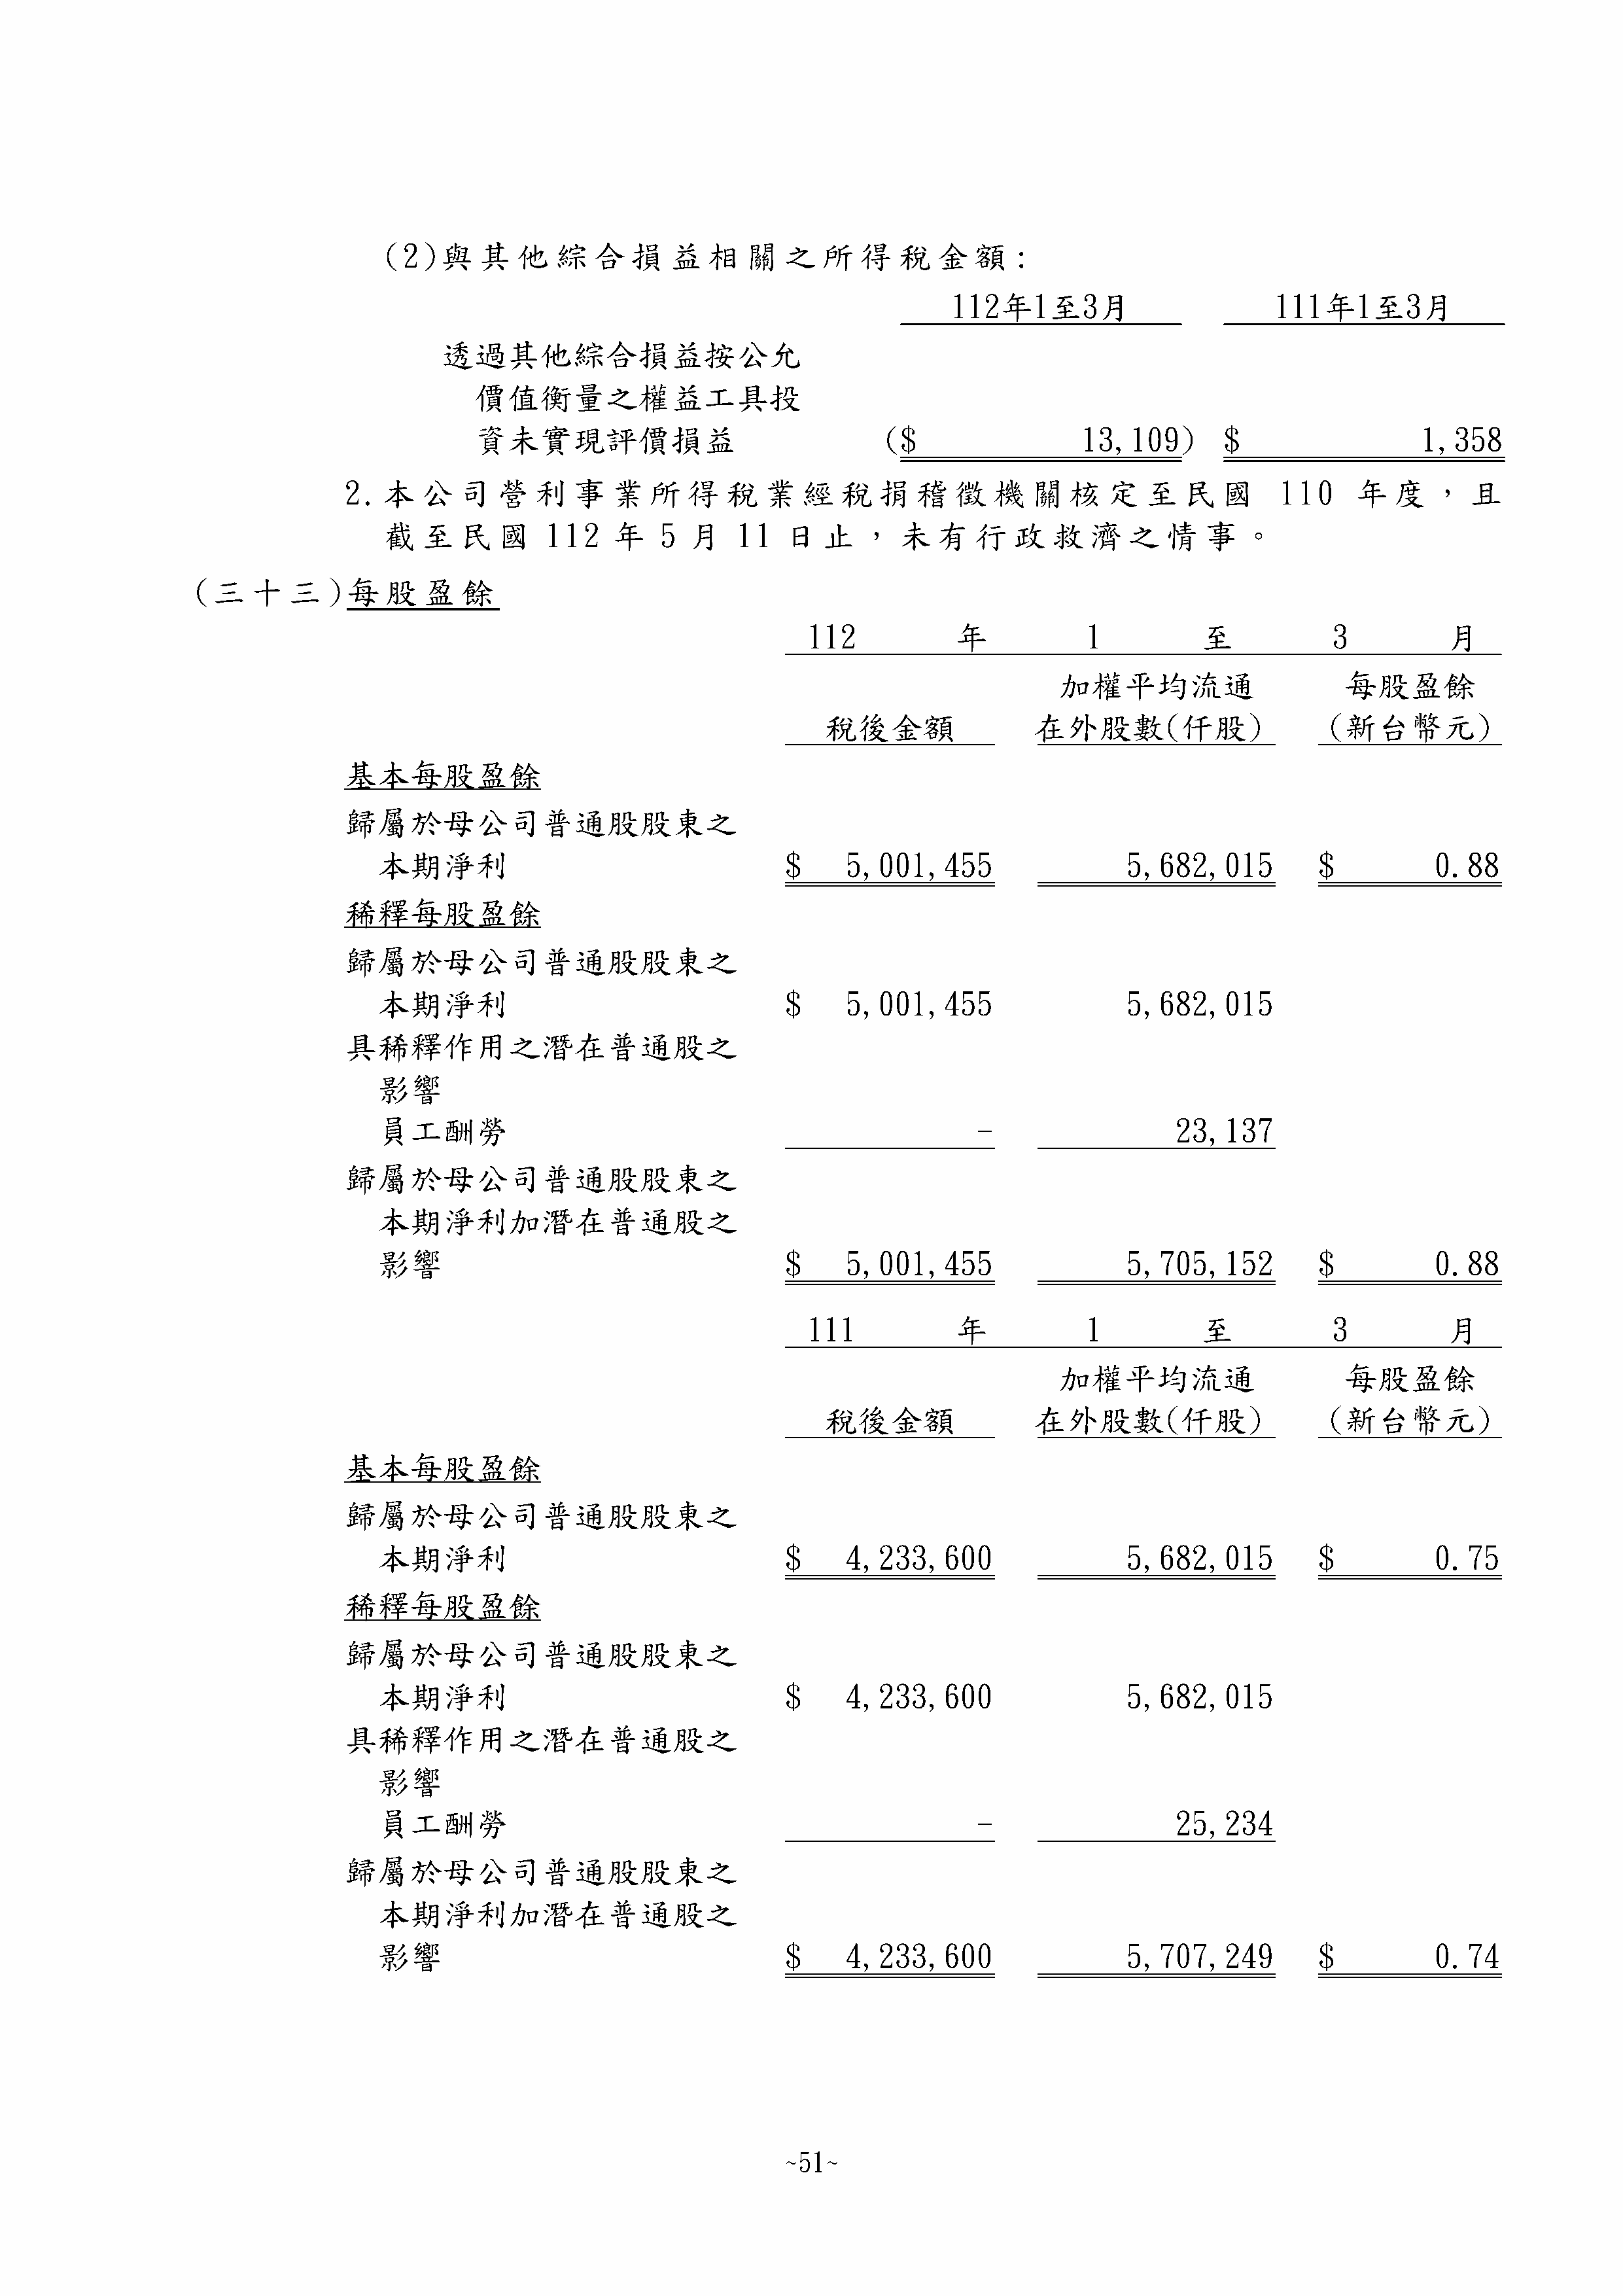 (2)與其他綜合損益相關之所得稅金額：
112年1至3月 111年1至3月
透過其他綜合損益按公允
價值衡量之權益工具投
資未實現評價損益 ($ 13,109) $ 1,358
2.本公司營利事業所得稅業經稅捐稽徵機關核定至民國 110 年度，且
截至民國 112 年 5 月 11 日止，未有行政救濟之情事。
(三十三)每股盈餘
112 年 1 至 3 月
加權平均流通 每股盈餘
稅後金額 在外股數(仟股) (新台幣元)
基本每股盈餘
歸屬於母公司普通股股東之
本期淨利 $ 5,001,455 5,682,015 $ 0.88
稀釋每股盈餘
歸屬於母公司普通股股東之
本期淨利 $ 5,001,455 5,682,015
具稀釋作用之潛在普通股之
影響
員工酬勞 - 23,137
歸屬於母公司普通股股東之
本期淨利加潛在普通股之
影響 $ 5,001,455 5,705,152 $ 0.88
111 年 1 至 3 月
加權平均流通 每股盈餘
稅後金額 在外股數(仟股) (新台幣元)
基本每股盈餘
歸屬於母公司普通股股東之
本期淨利 $ 4,233,600 5,682,015 $ 0.75
稀釋每股盈餘
歸屬於母公司普通股股東之
本期淨利 $ 4,233,600 5,682,015
具稀釋作用之潛在普通股之
影響
員工酬勞 - 25,234
歸屬於母公司普通股股東之
本期淨利加潛在普通股之
影響 $ 4,233,600 5,707,249 $ 0.74
~51~